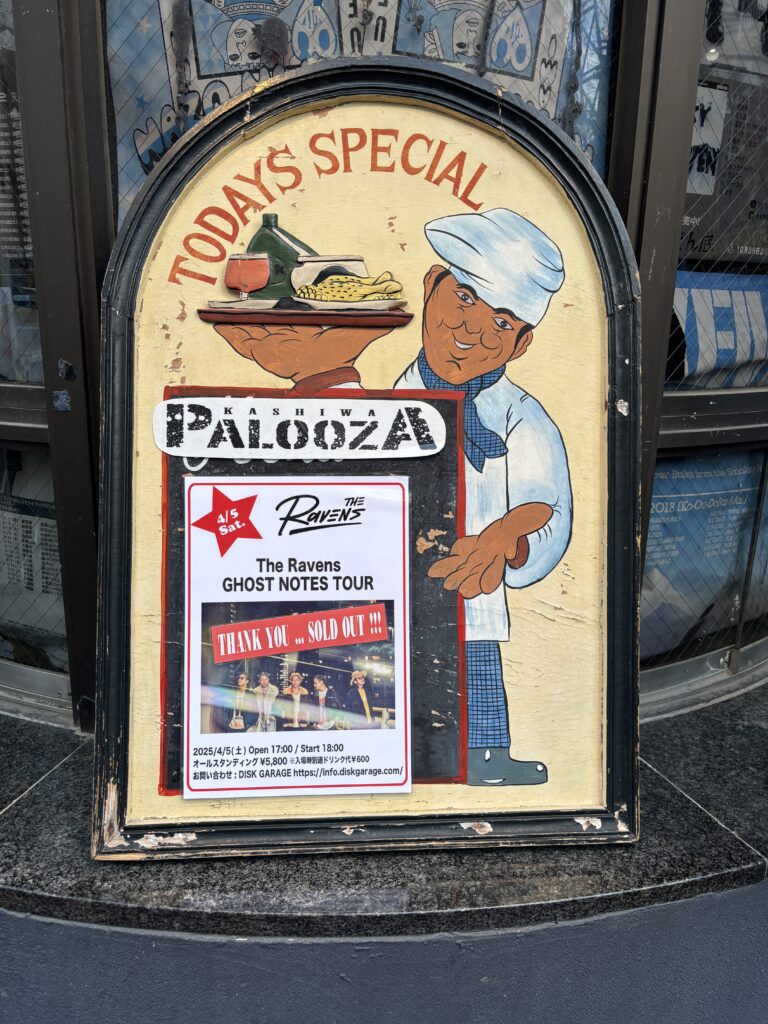 TODAYS SPECIAL
KASHIWA
PALOOZA
4/5
Sat.
THE
RAVENS
The Ravens
GHOST NOTES TOUR
THANK YOU ... SOLD OUT !!!
2025/4/5(土) Open 17:00 / Start 18:00
オールスタンディング ¥5,800 ※入場時別途ドリンク代¥600
お問い合わせ : DISK GARAGE https://info.diskgarage.com/